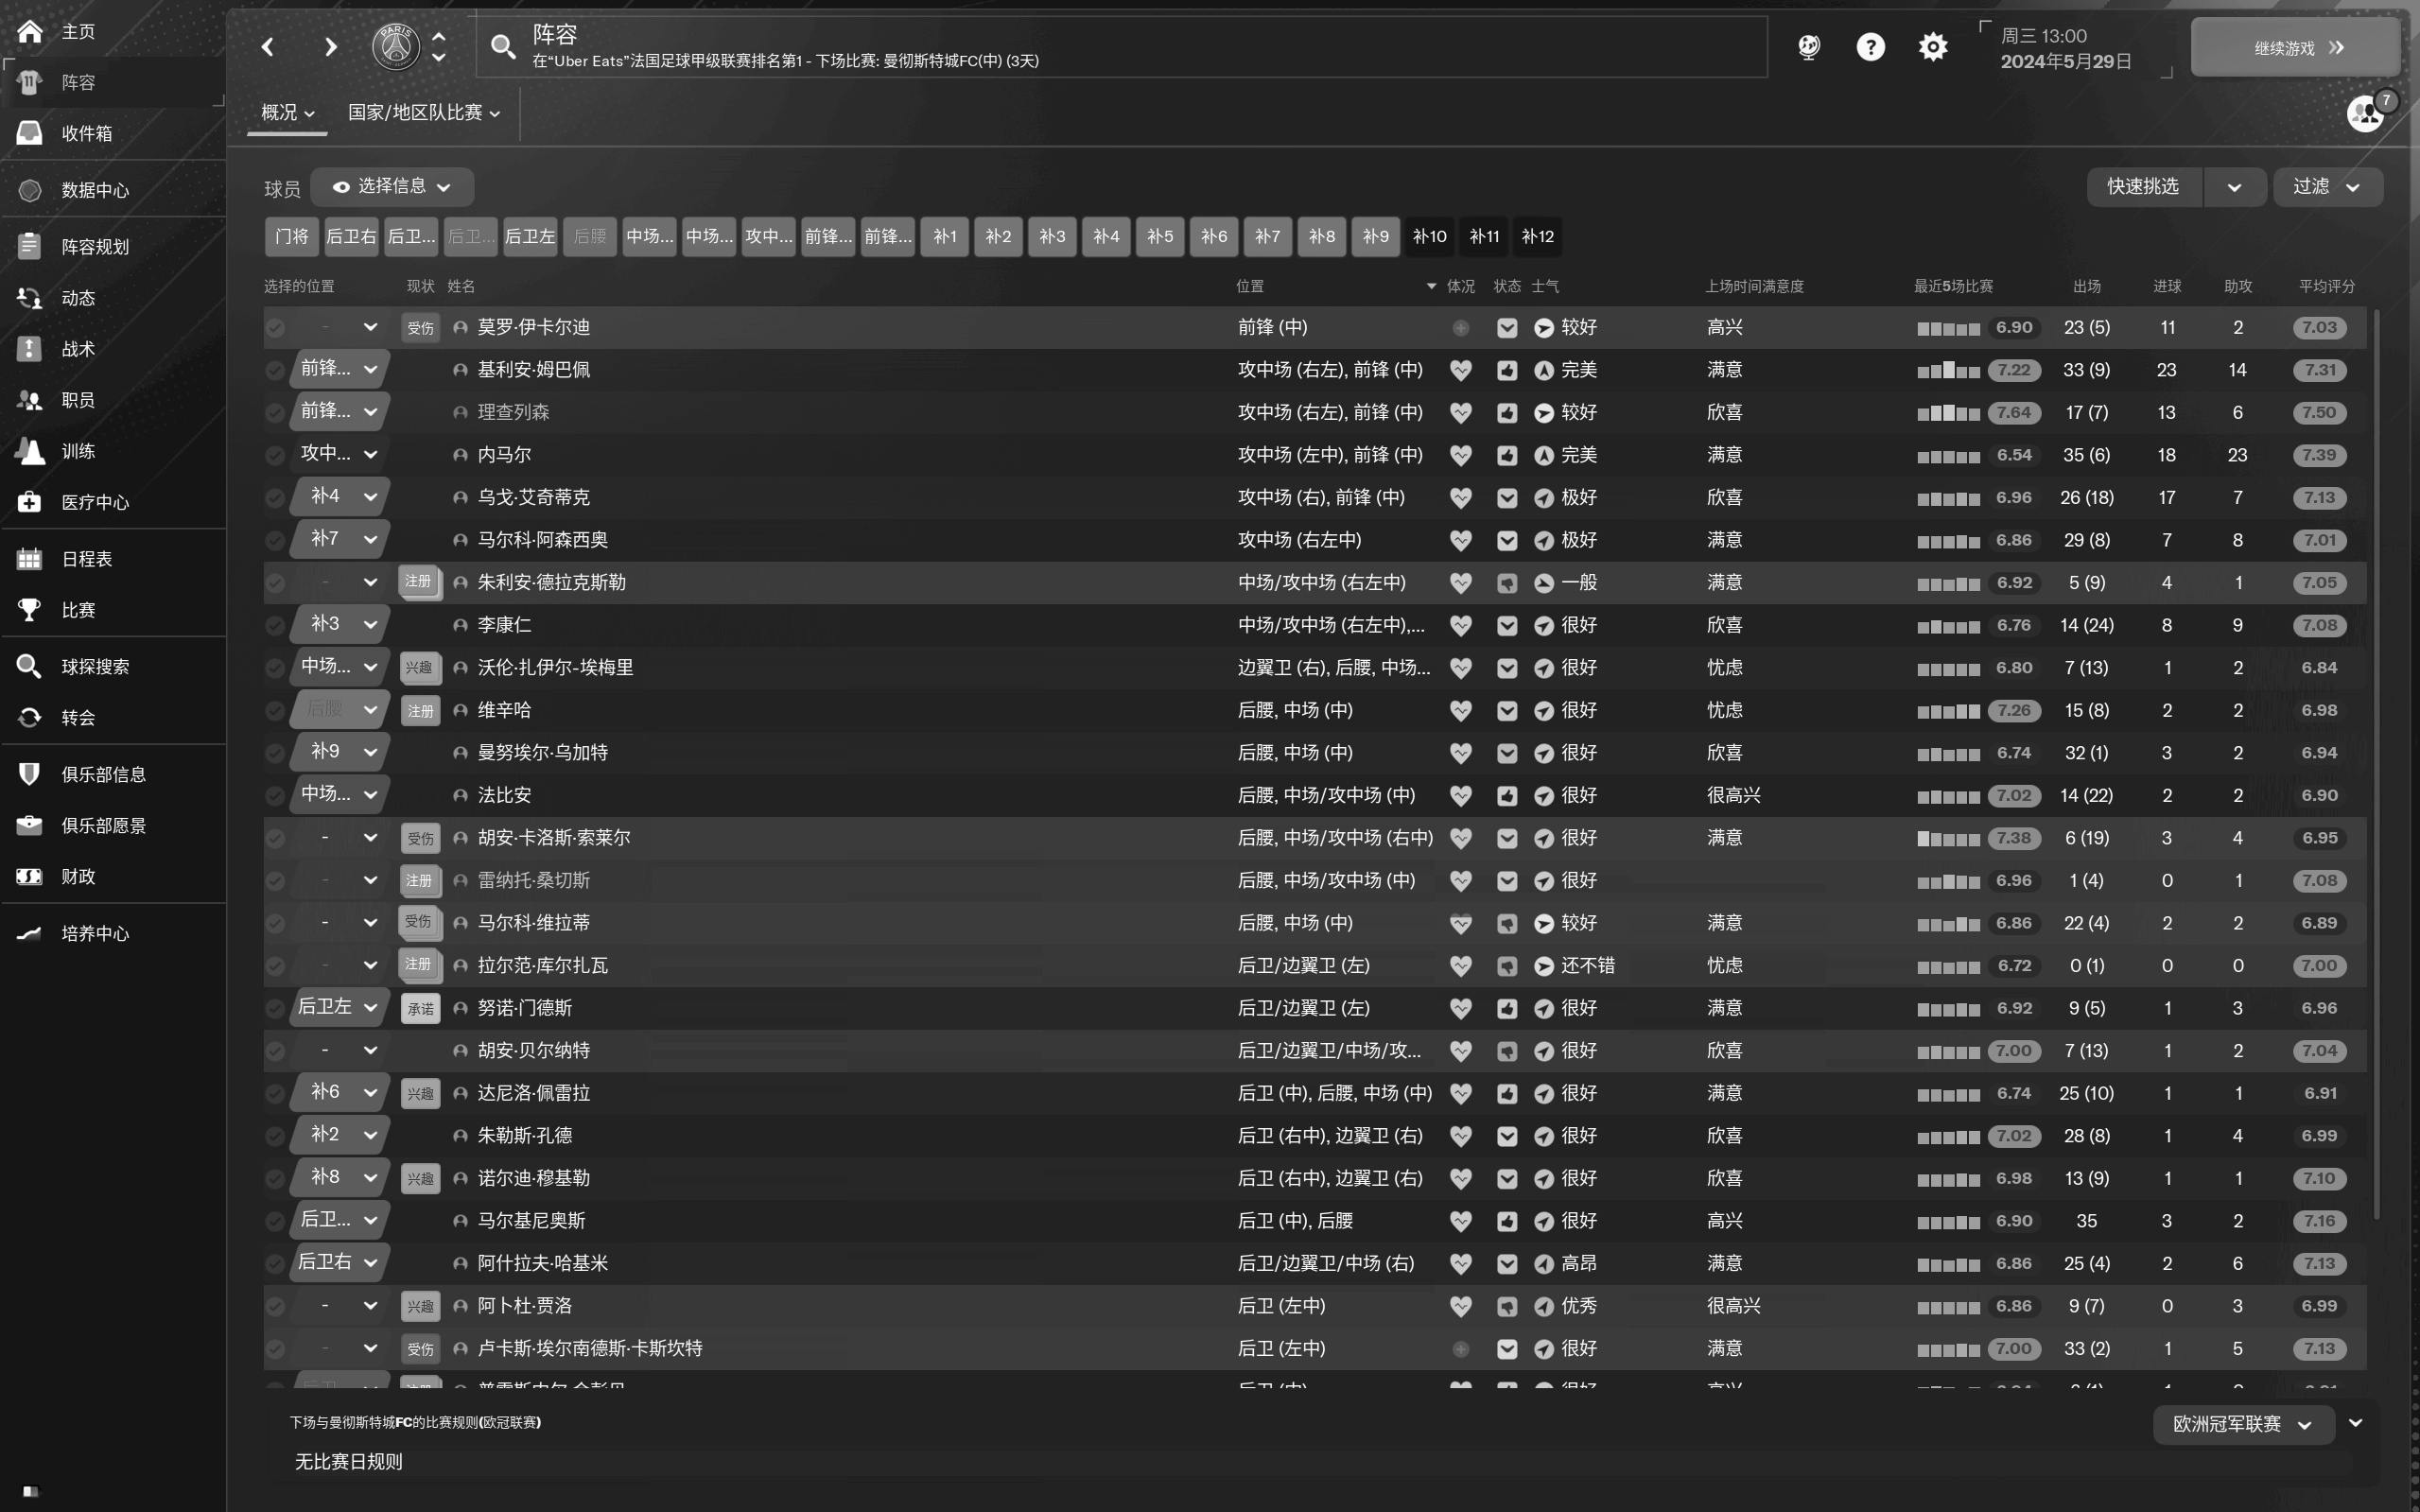 主页
阵容
收件箱
数据中心
阵容规划
动态
战术
职员
训练
医疗中心
日程表
比赛
球探搜索
转会
俱乐部信息
俱乐部愿景
财政
培养中心
PARIS
阵容
在“Uber Eats”法国足球甲级联赛排名第1 - 下场比赛: 曼彻斯特城FC(中) (3天)
周三 13:00
2024年5月29日
继续游戏
概况 国家/地区队比赛
7
球员 选择信息 快速挑选 过滤
门将 后卫右 后卫... 后卫... 后卫左 后腰 中场... 中场... 攻中... 前锋... 前锋... 补1 补2 补3 补4 补5 补6 补7 补8 补9 补10 补11 补12
选择的位置 现状 姓名 位置 体况 状态 士气 上场时间满意度 最近5场比赛 出场 进球 助攻 平均评分
- 受伤 莫罗·伊卡尔迪 前锋 (中) 较好 高兴 6.90 23 (5) 11 2 7.03
前锋... 基利安·姆巴佩 攻中场 (右左), 前锋 (中) 完美 满意 7.22 33 (9) 23 14 7.31
前锋... 理查列森 攻中场 (右左), 前锋 (中) 较好 欣喜 7.64 17 (7) 13 6 7.50
攻中... 内马尔 攻中场 (左中), 前锋 (中) 完美 满意 6.54 35 (6) 18 23 7.39
补4 乌戈·艾奇蒂克 攻中场 (右), 前锋 (中) 极好 欣喜 6.96 26 (18) 17 7 7.13
补7 马尔科·阿森西奥 攻中场 (右左中) 极好 满意 6.86 29 (8) 7 8 7.01
- 注册 朱利安·德拉克斯勒 中场/攻中场 (右左中) 一般 满意 6.92 5 (9) 4 1 7.05
补3 李康仁 中场/攻中场 (右左中),... 很好 欣喜 6.76 14 (24) 8 9 7.08
中场... 兴趣 沃伦·扎伊尔-埃梅里 边翼卫 (右), 后腰, 中场... 很好 忧虑 6.80 7 (13) 1 2 6.84
后腰 注册 维辛哈 后腰, 中场 (中) 很好 忧虑 7.26 15 (8) 2 2 6.98
补9 曼努埃尔·乌加特 后腰, 中场 (中) 很好 欣喜 6.74 32 (1) 3 2 6.94
中场... 法比安 后腰, 中场/攻中场 (中) 很好 很高兴 7.02 14 (22) 2 2 6.90
- 受伤 胡安·卡洛斯·索莱尔 后腰, 中场/攻中场 (右中) 很好 满意 7.38 6 (19) 3 4 6.95
- 注册 雷纳托·桑切斯 后腰, 中场/攻中场 (中) 很好 6.96 1 (4) 0 1 7.08
- 受伤 马尔科·维拉蒂 后腰, 中场 (中) 较好 满意 6.86 22 (4) 2 2 6.89
- 注册 拉尔范·库尔扎瓦 后卫/边翼卫 (左) 还不错 忧虑 6.72 0 (1) 0 0 7.00
后卫左 承诺 努诺·门德斯 后卫/边翼卫 (左) 很好 满意 6.92 9 (5) 1 3 6.96
- 胡安·贝尔纳特 后卫/边翼卫/中场/攻... 很好 欣喜 7.00 7 (13) 1 2 7.04
补6 兴趣 达尼洛·佩雷拉 后卫 (中), 后腰, 中场 (中) 很好 满意 6.74 25 (10) 1 1 6.91
补2 朱勒斯·孔德 后卫 (右中), 边翼卫 (右) 很好 欣喜 7.02 28 (8) 1 4 6.99
补8 兴趣 诺尔迪·穆基勒 后卫 (右中), 边翼卫 (右) 很好 欣喜 6.98 13 (9) 1 1 7.10
后卫... 马尔基尼奥斯 后卫 (中), 后腰 很好 高兴 6.90 35 3 2 7.16
后卫右 阿什拉夫·哈基米 后卫/边翼卫/中场 (右) 高昂 满意 6.86 25 (4) 2 6 7.13
- 兴趣 阿卜杜·贾洛 后卫 (左中) 优秀 很高兴 6.86 9 (7) 0 3 6.99
- 受伤 卢卡斯·埃尔南德斯·卡斯坎特 后卫 (左中) 很好 满意 7.00 33 (2) 1 5 7.13
下场与曼彻斯特城FC的比赛规则(欧冠联赛)
欧洲冠军联赛
无比赛日规则